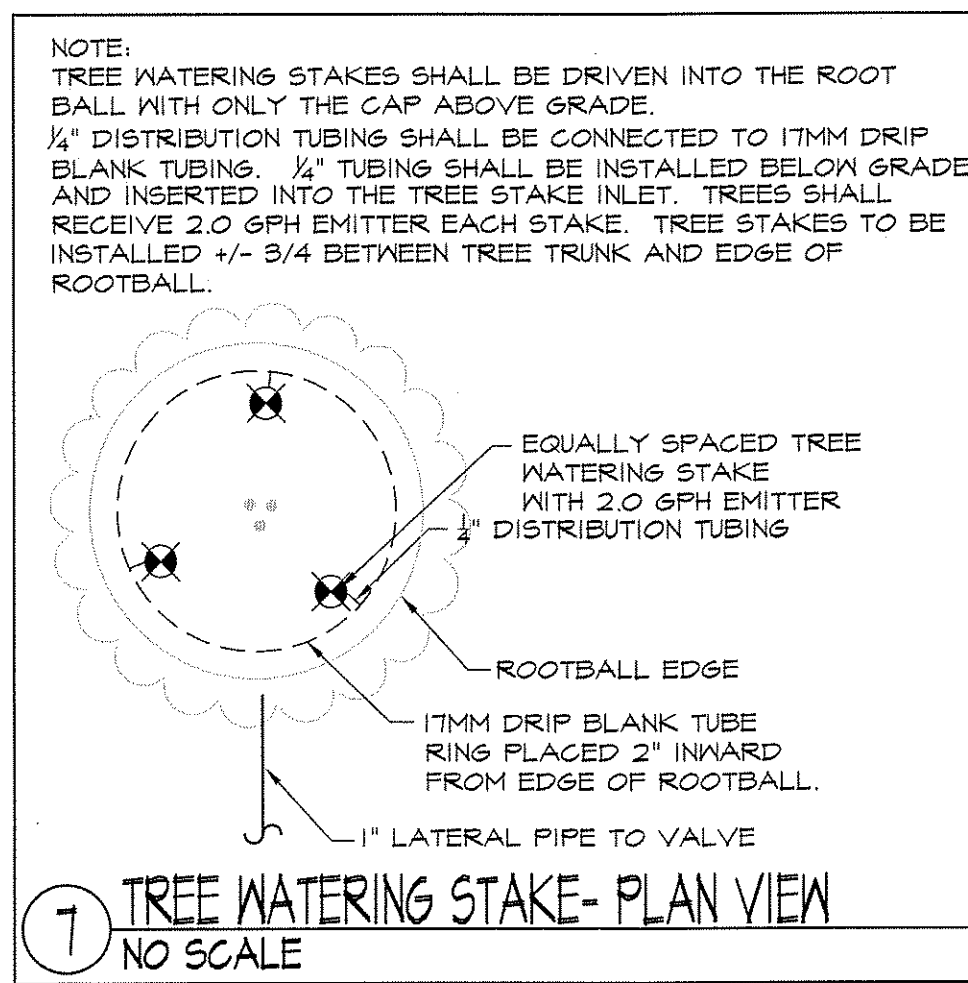 NOTE:
TREE WATERING STAKES SHALL BE DRIVEN INTO THE ROOT
BALL WITH ONLY THE CAP ABOVE GRADE.
1/4" DISTRIBUTION TUBING SHALL BE CONNECTED TO 17MM DRIP
BLANK TUBING. 1/4" TUBING SHALL BE INSTALLED BELOW GRADE
AND INSERTED INTO THE TREE STAKE INLET. TREES SHALL
RECEIVE 2.0 GPH EMITTER EACH STAKE. TREE STAKES TO BE
INSTALLED +/- 3/4 BETWEEN TREE TRUNK AND EDGE OF
ROOTBALL.
EQUALLY SPACED TREE
WATERING STAKE
WITH 2.0 GPH EMITTER
1/4" DISTRIBUTION TUBING
ROOTBALL EDGE
17MM DRIP BLANK TUBE
RING PLACED 2" INWARD
FROM EDGE OF ROOTBALL.
1" LATERAL PIPE TO VALVE
7 TREE WATERING STAKE- PLAN VIEW
NO SCALE